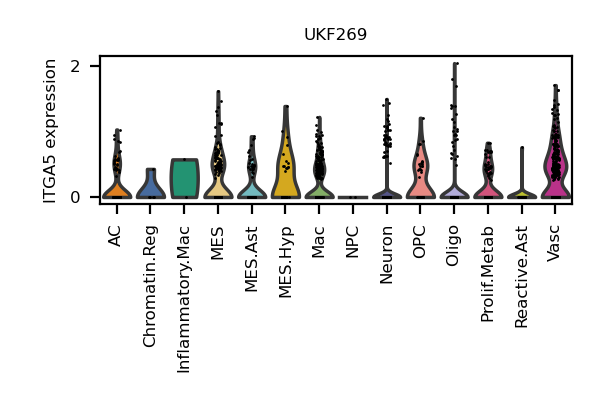 UKF269
ITGA5 expression
2
0
AC
Chromatin.Reg
Inflammatory.Mac
MES
MES.Ast
MES.Hyp
Mac
NPC
Neuron
OPC
Oligo
Prolif.Metab
Reactive.Ast
Vasc